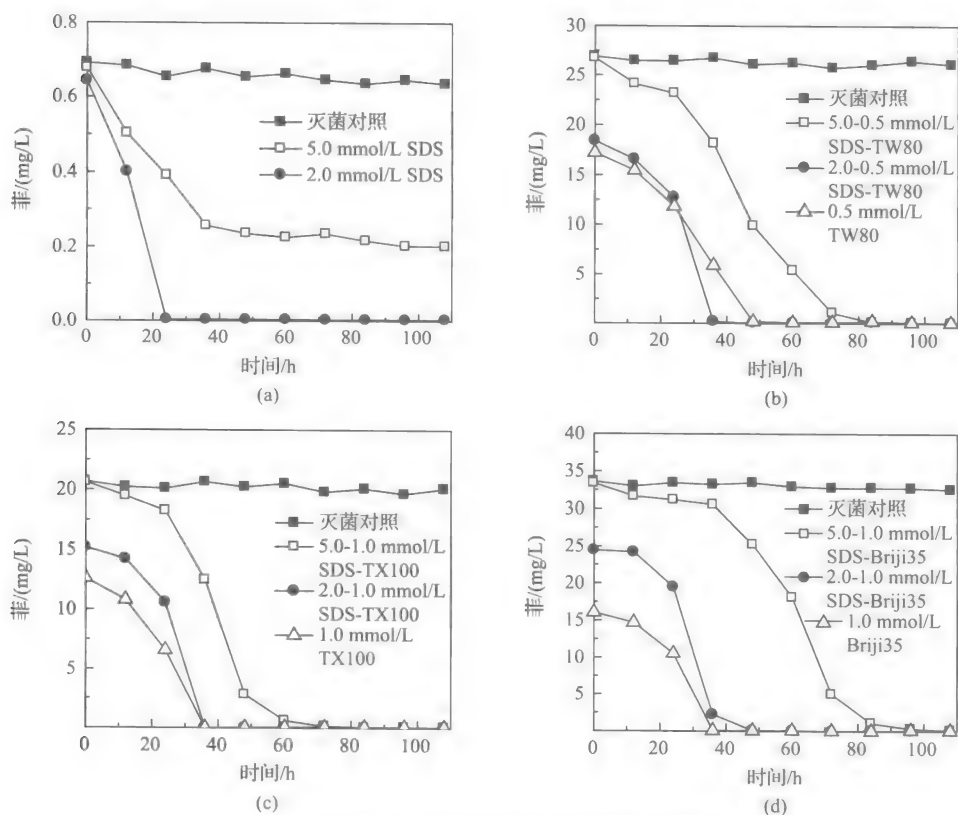 0.8
0.6
0.4
0.2
0.0
菲/(mg/L)
灭菌对照
5.0 mmol/L SDS
2.0 mmol/L SDS
0 20 40 60 80 100
时间/h
(a)
30
25
20
15
10
5
菲/(mg/L)
灭菌对照
5.0-0.5 mmol/L
SDS-TW80
2.0-0.5 mmol/L
SDS-TW80
0.5 mmol/L
TW80
0 20 40 60 80 100
时间/h
(b)
25
20
15
10
5
菲/(mg/L)
灭菌对照
5.0-1.0 mmol/L
SDS-TX100
2.0-1.0 mmol/L
SDS-TX100
1.0 mmol/L
TX100
0 20 40 60 80 100
时间/h
(c)
40
35
30
25
20
15
10
5
菲/(mg/L)
灭菌对照
5.0-1.0 mmol/L
SDS-Briji35
2.0-1.0 mmol/L
SDS-Briji35
1.0 mmol/L
Briji35
0 20 40 60 80 100
时间/h
(d)